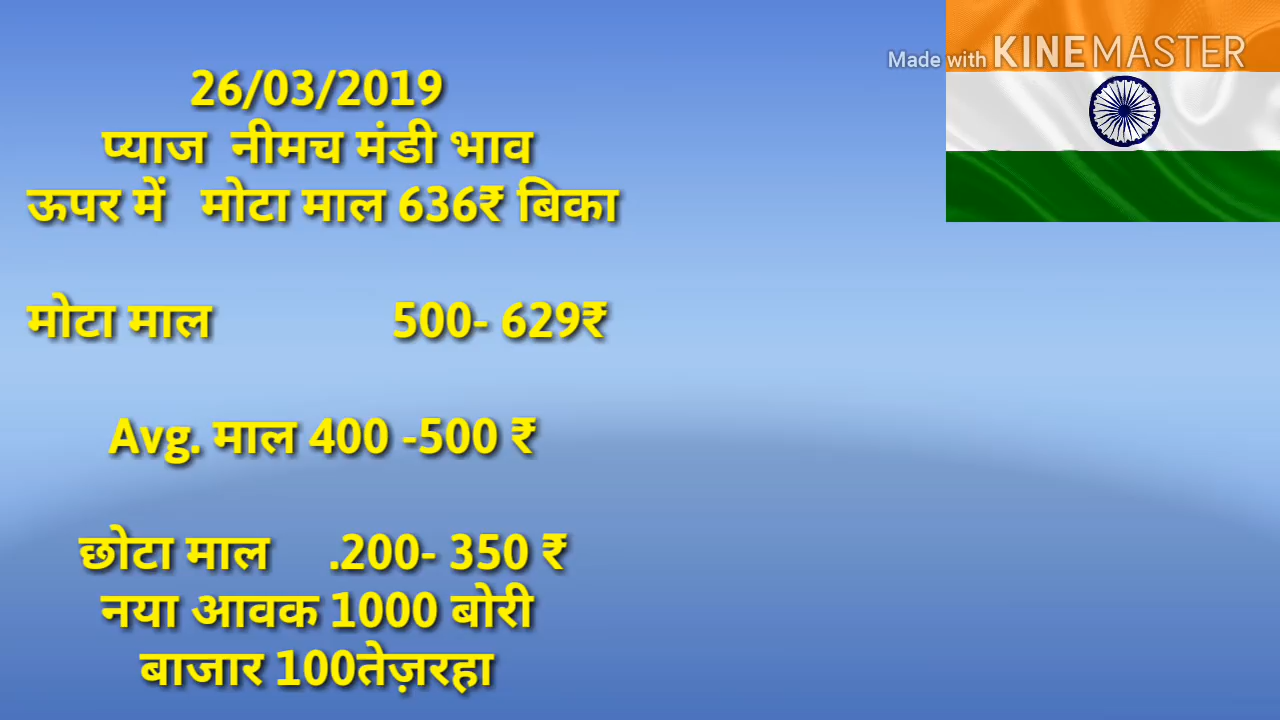 Made with KINEMASTER
26/03/2019
प्याज नीमच मंडी भाव
ऊपर में मोटा माल 636₹ बिका
मोटा माल 500- 629₹
Avg. माल 400 -500 ₹
छोटा माल .200- 350 ₹
नया आवक 1000 बोरी
बाजार 100तेज़रहा